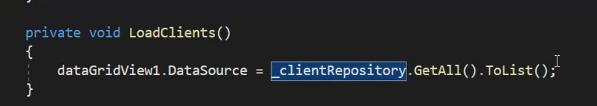 private void LoadClients()
{
dataGridView1.DataSource = _clientRepository.GetAll().ToList();
}